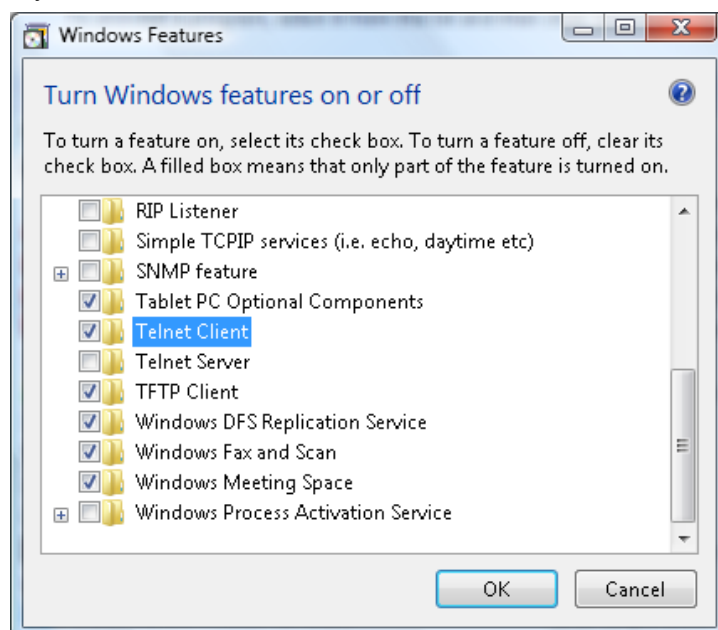 Windows Features
Turn Windows features on or off
To turn a feature on, select its check box. To turn a feature off, clear its
check box. A filled box means that only part of the feature is turned on.
RIP Listener
Simple TCPIP services (i.e. echo, daytime etc)
SNMP feature
Tablet PC Optional Components
Telnet Client
Telnet Server
TFTP Client
Windows DFS Replication Service
Windows Fax and Scan
Windows Meeting Space
Windows Process Activation Service
OK
Cancel